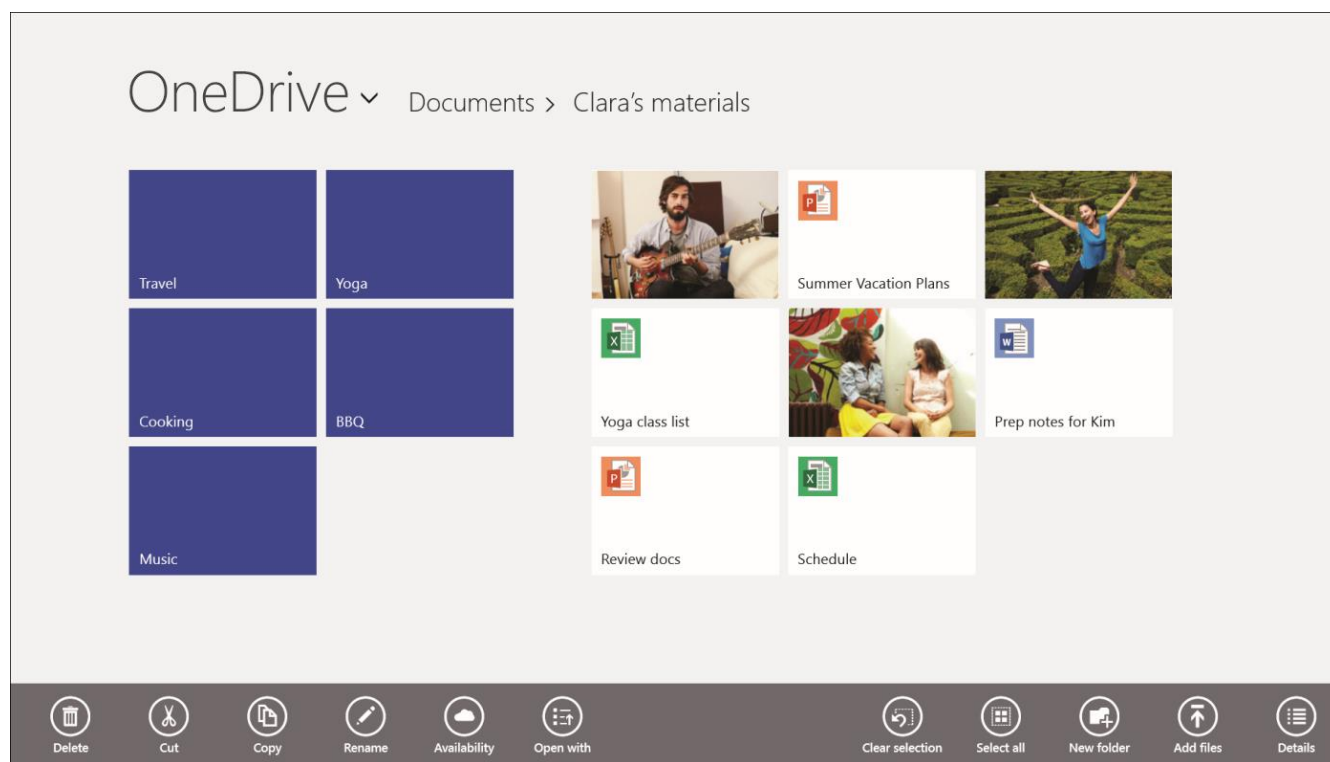 OneDrive
Documents > Clara's materials
Travel
Yoga
Summer Vacation Plans
Cooking
BBQ
Yoga class list
Prep notes for Kim
Music
Review docs
Schedule
Delete
Cut
Copy
Rename
Availability
Open with
Clear selection
Select all
New folder
Add files
Details